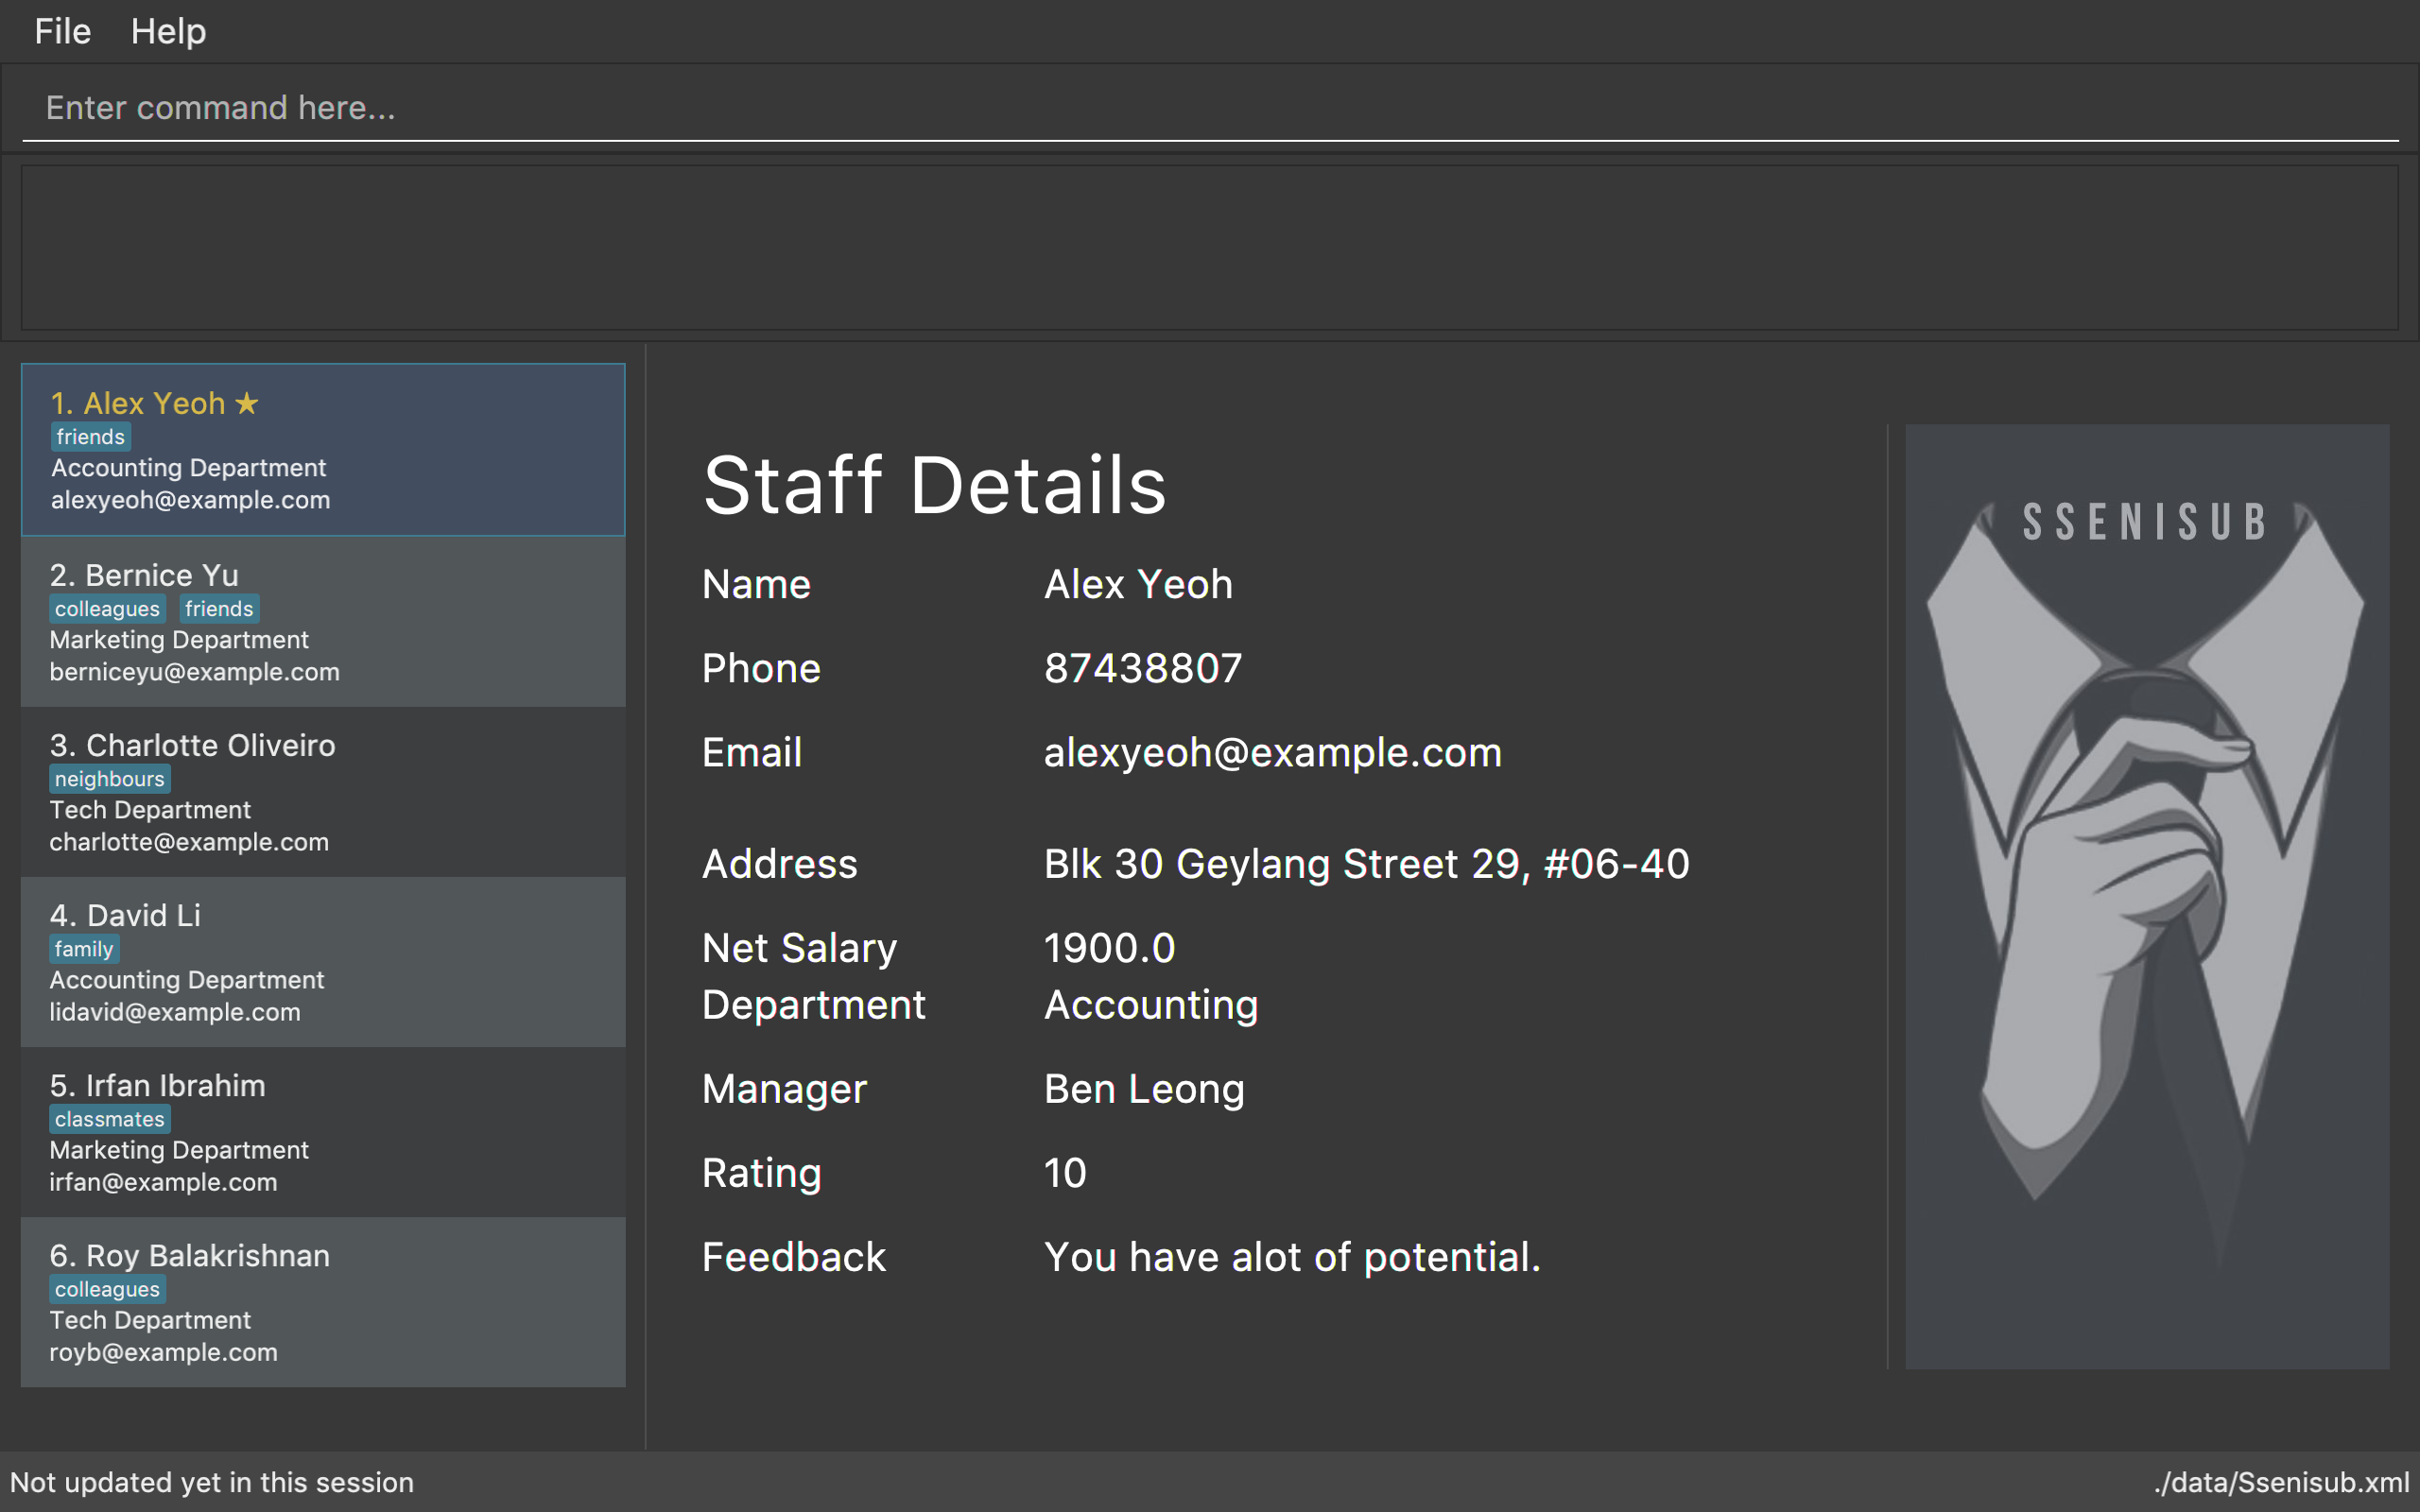 File Help
Enter command here...
1. Alex Yeoh ★
friends
Accounting Department
alexyeoh@example.com
2. Bernice Yu
colleagues friends
Marketing Department
berniceyu@example.com
3. Charlotte Oliveiro
neighbours
Tech Department
charlotte@example.com
4. David Li
family
Accounting Department
lidavid@example.com
5. Irfan Ibrahim
classmates
Marketing Department
irfan@example.com
6. Roy Balakrishnan
colleagues
Tech Department
royb@example.com
Staff Details
Name Alex Yeoh
Phone 87438807
Email alexyeoh@example.com
Address Blk 30 Geylang Street 29, #06-40
Net Salary 1900.0
Department Accounting
Manager Ben Leong
Rating 10
Feedback You have alot of potential.
SSENISUB
Not updated yet in this session
./data/Ssenisub.xml